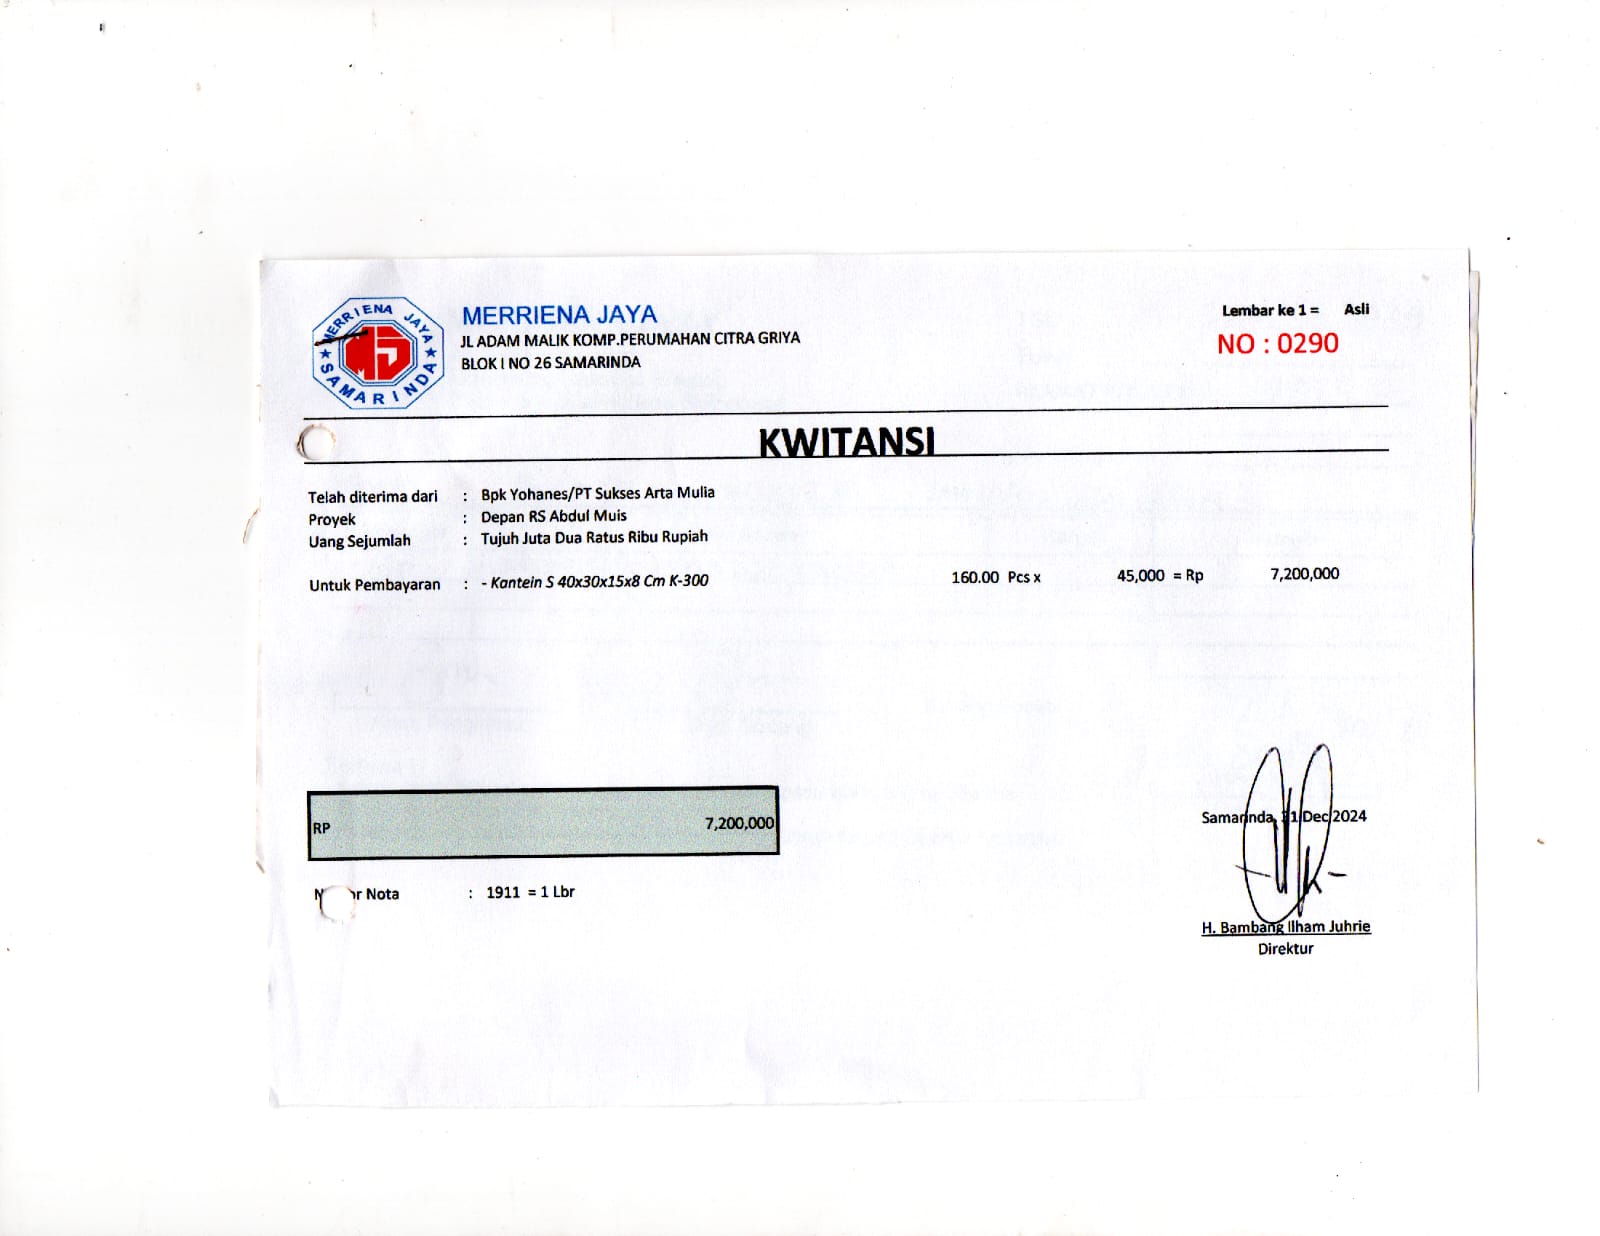 MERRIENA JAYA
SAMARINDA
MERRIENA JAYA
JL ADAM MALIK KOMP.PERUMAHAN CITRA GRIYA
BLOK I NO 26 SAMARINDA
Lembar ke 1 = Asli
NO : 0290
KWITANSI
Telah diterima dari : Bpk Yohanes/PT Sukses Arta Mulia
Proyek : Depan RS Abdul Muis
Uang Sejumlah : Tujuh Juta Dua Ratus Ribu Rupiah
Untuk Pembayaran : - Kantein S 40x30x15x8 Cm K-300 160.00 Pcs x 45,000 = Rp 7,200,000
RP 7,200,000
Samarinda, Dec 2024
Nota : 1911 = 1 Lbr
H. Bambang Ilham Juhrie
Direktur